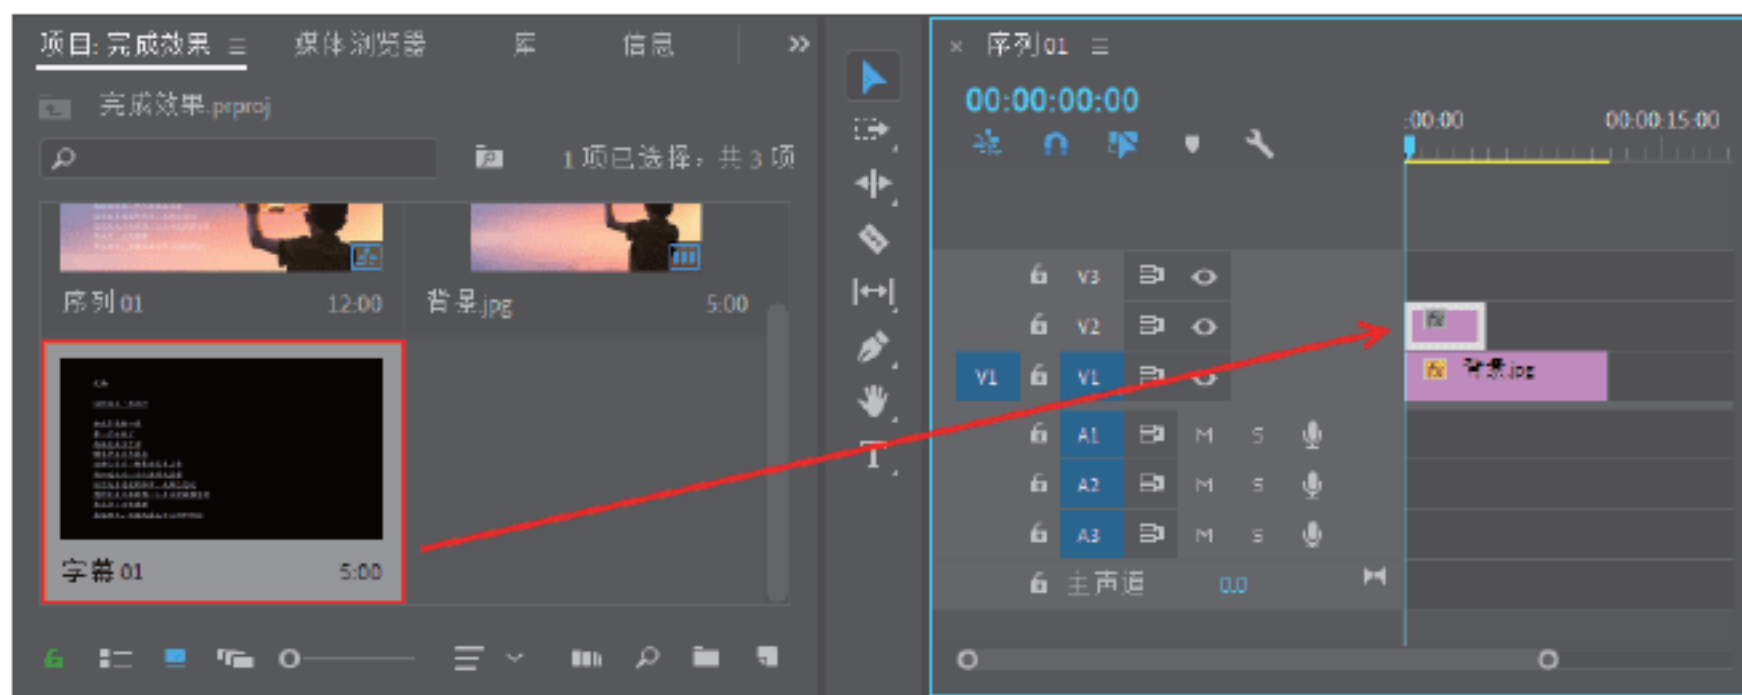 项目: 完成效果
媒体浏览器
库
信息
完成效果.prproj
1 项已选择，共 3 项
序列 01
12:00
背景.jpg
5:00
字幕 01
5:00
T
× 序列 01
00:00:00:00
:00:00
00:00:15:00
V3
V2
fx
V1 V1
fx 背景.jpg
A1 M S
A2 M S
A3 M S
主声道 0.0